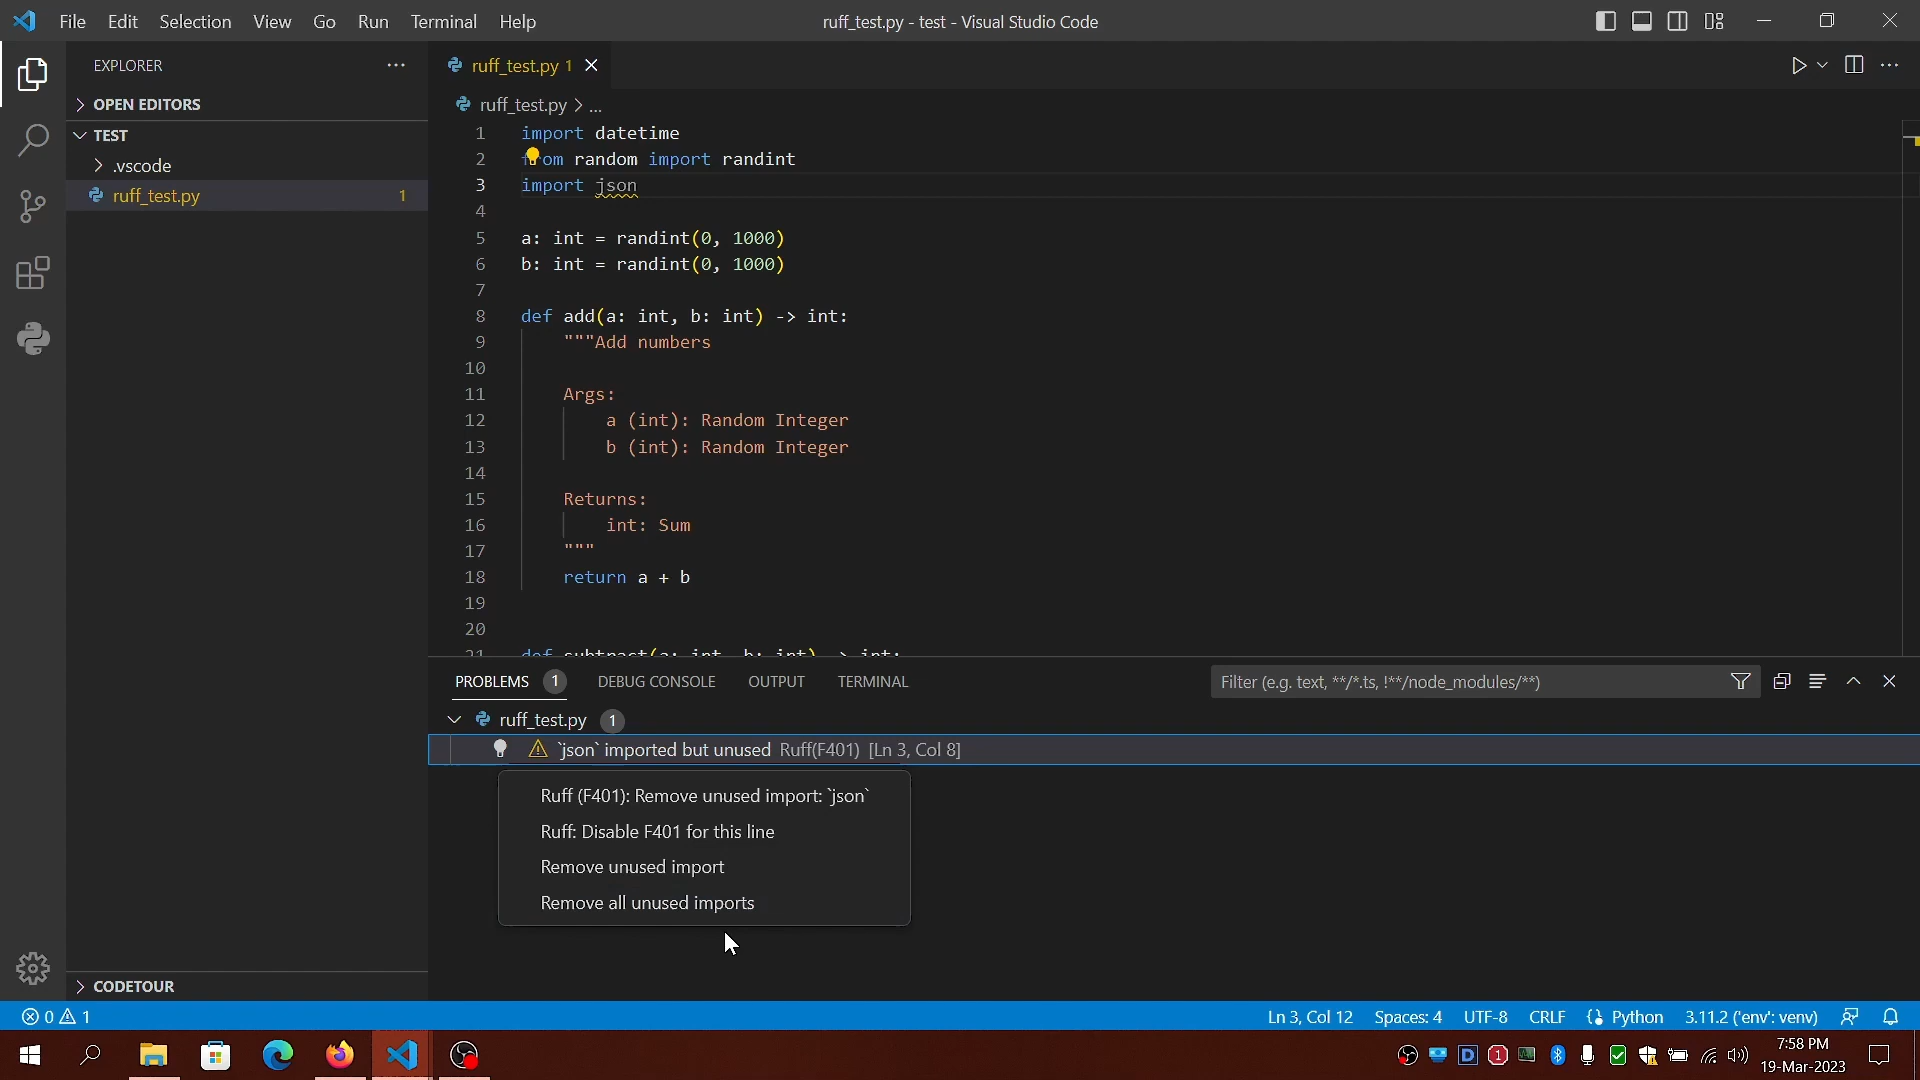 File Edit Selection View Go Run Terminal Help
ruff_test.py - test - Visual Studio Code
EXPLORER
OPEN EDITORS
TEST
.vscode
ruff_test.py 1
CODETOUR
ruff_test.py 1
ruff_test.py > ...
1 import datetime
2 from random import randint
3 import json
4
5 a: int = randint(0, 1000)
6 b: int = randint(0, 1000)
7
8 def add(a: int, b: int) -> int:
9 """Add numbers
10
11 Args:
12 a (int): Random Integer
13 b (int): Random Integer
14
15 Returns:
16 int: Sum
17 """
18 return a + b
19
20
21 def subtract(a: int, b: int) -> int:
PROBLEMS 1 DEBUG CONSOLE OUTPUT TERMINAL
Filter (e.g. text, **/*.ts, !**/node_modules/**)
ruff_test.py 1
`json` imported but unused Ruff(F401) [Ln 3, Col 8]
Ruff (F401): Remove unused import: `json`
Ruff: Disable F401 for this line
Remove unused import
Remove all unused imports
0 1 Ln 3, Col 12 Spaces: 4 UTF-8 CRLF Python 3.11.2 ('env': venv)
7:58 PM
19-Mar-2023